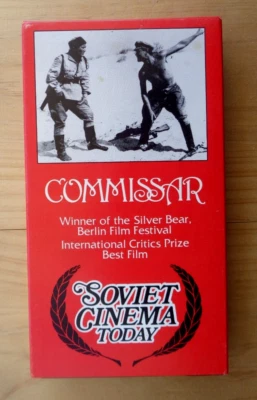 COMMISSAR
Winner of the Silver Bear,
Berlin Film Festival
International Critics Prize
Best Film
SOVIET
CINEMA
TODAY